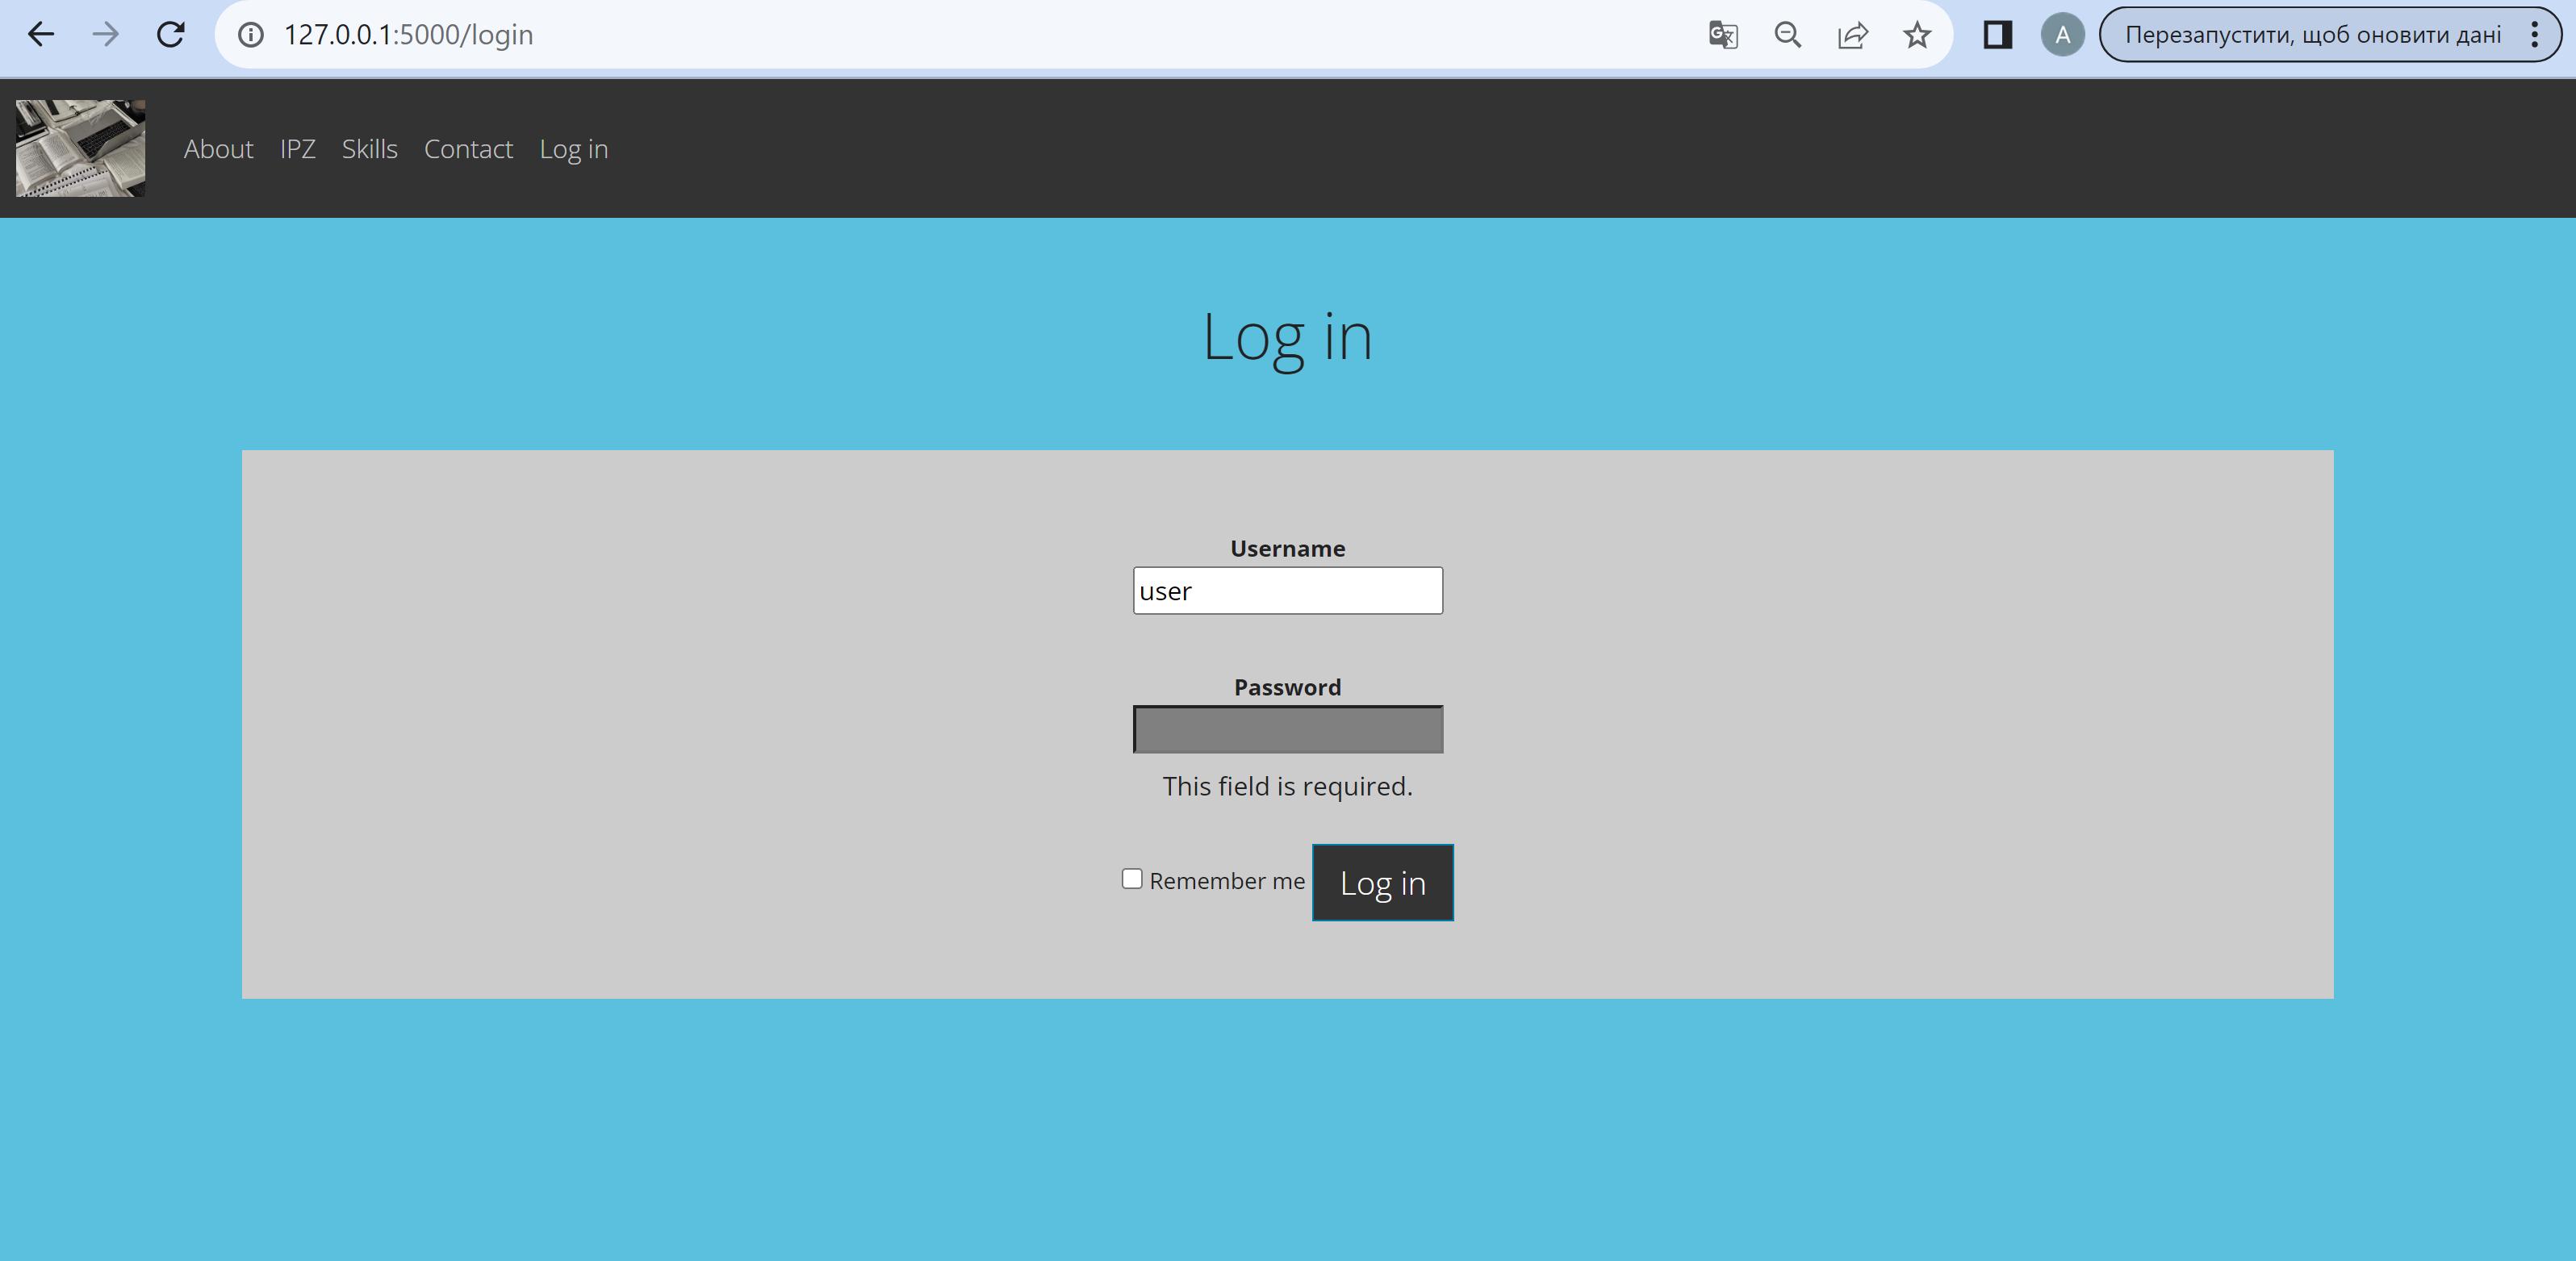 127.0.0.1:5000/login
A
Перезапустити, щоб оновити дані
About IPZ Skills Contact Log in
Log in
Username
user
Password
This field is required.
Remember me Log in